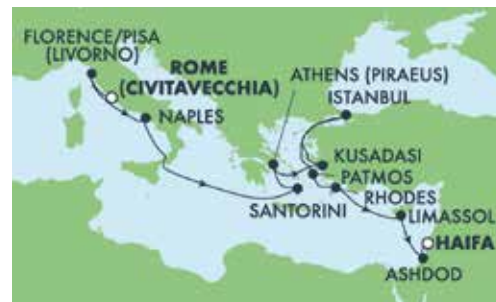 FLORENCE/PISA
(LIVORNO)
ROME
(CIVITAVECCHIA)
NAPLES
ATHENS (PIRAEUS)
ISTANBUL
KUSADASI
PATMOS
RHODES
SANTORINI
LIMASSOL
HAIFA
ASHDOD